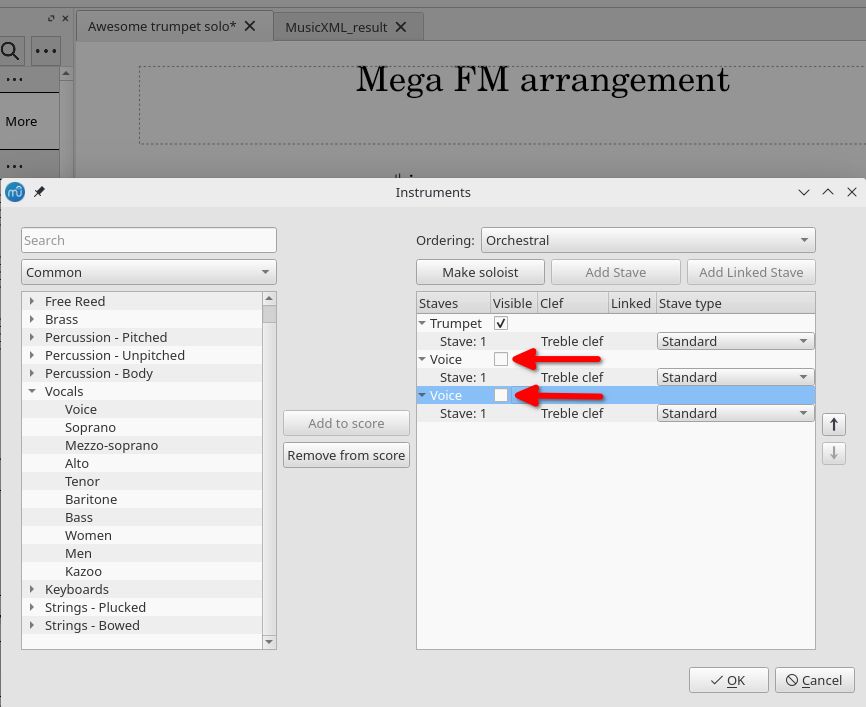 Awesome trumpet solo*
MusicXML_result
More
Mega FM arrangement
Instruments
Search
Common
Free Reed
Brass
Percussion - Pitched
Percussion - Unpitched
Percussion - Body
Vocals
Voice
Soprano
Mezzo-soprano
Alto
Tenor
Baritone
Bass
Women
Men
Kazoo
Keyboards
Strings - Plucked
Strings - Bowed
Add to score
Remove from score
Ordering: Orchestral
Make soloist Add Stave Add Linked Stave
Staves Visible Clef Linked Stave type
Trumpet
Stave: 1 Treble clef Standard
Voice
Stave: 1 Treble clef Standard
Voice
Stave: 1 Treble clef Standard
OK Cancel